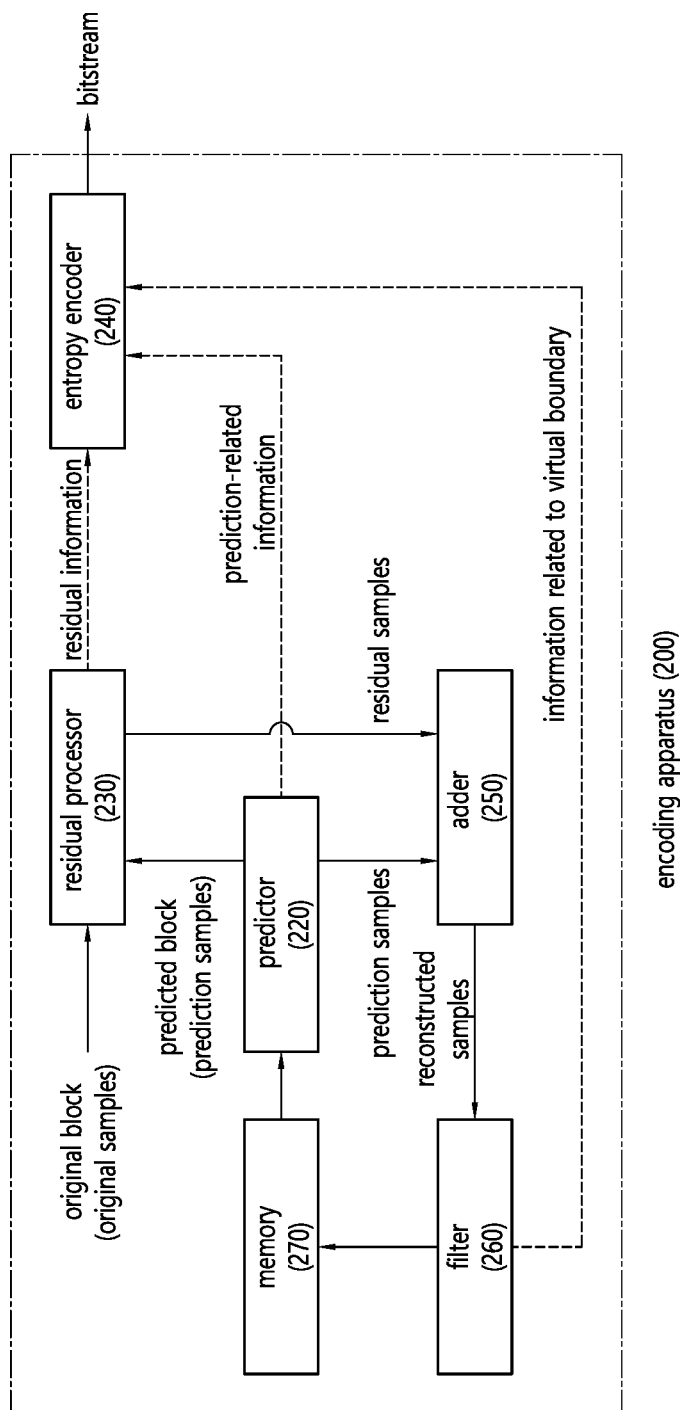 original block
(original samples)
residual processor
(230)
residual information
entropy encoder
(240)
bitstream
predicted block
(prediction samples)
prediction-related
information
memory
(270)
predictor
(220)
prediction samples
residual samples
reconstructed
samples
filter
(260)
adder
(250)
information related to virtual boundary
encoding apparatus (200)